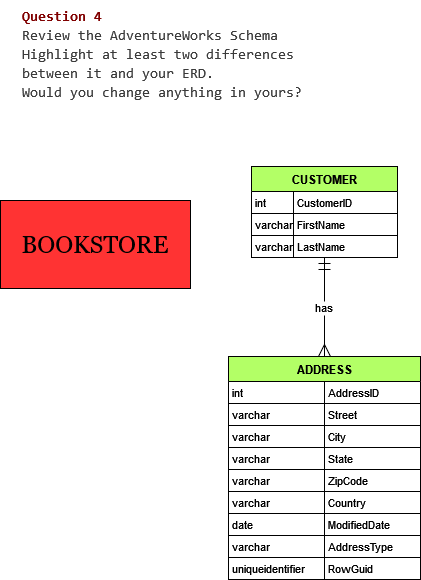 Question 4
Review the AdventureWorks Schema
Highlight at least two differences
between it and your ERD.
Would you change anything in yours?
CUSTOMER
int CustomerID
varchar FirstName
varchar LastName
BOOKSTORE
has
ADDRESS
int AddressID
varchar Street
varchar City
varchar State
varchar ZipCode
varchar Country
date ModifiedDate
varchar AddressType
uniqueidentifier RowGuid